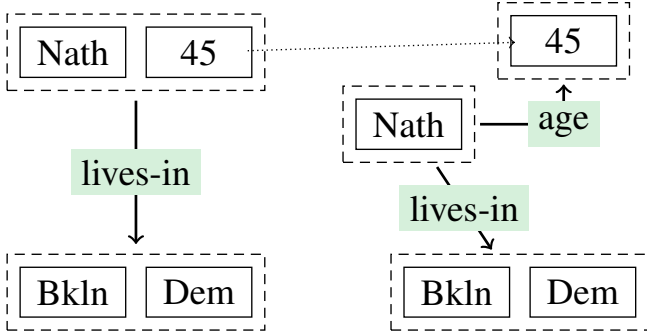 Nath 45
lives-in
Bkln Dem
45
age
Nath
lives-in
Bkln Dem